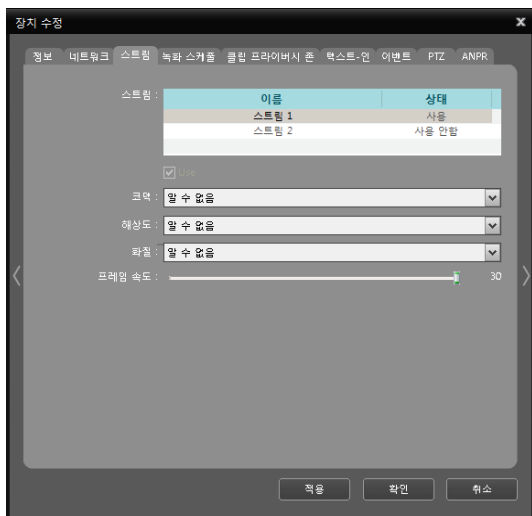 장치 수정
정보 네트워크 스트림 녹화 스케줄 클립 프라이버시 존 텍스트-인 이벤트 PTZ ANPR
스트림 :
이름 상태
스트림 1 사용
스트림 2 사용 안함
Use
코덱 : 알 수 없음
해상도 : 알 수 없음
화질 : 알 수 없음
프레임 속도 : 30
적용 확인 취소